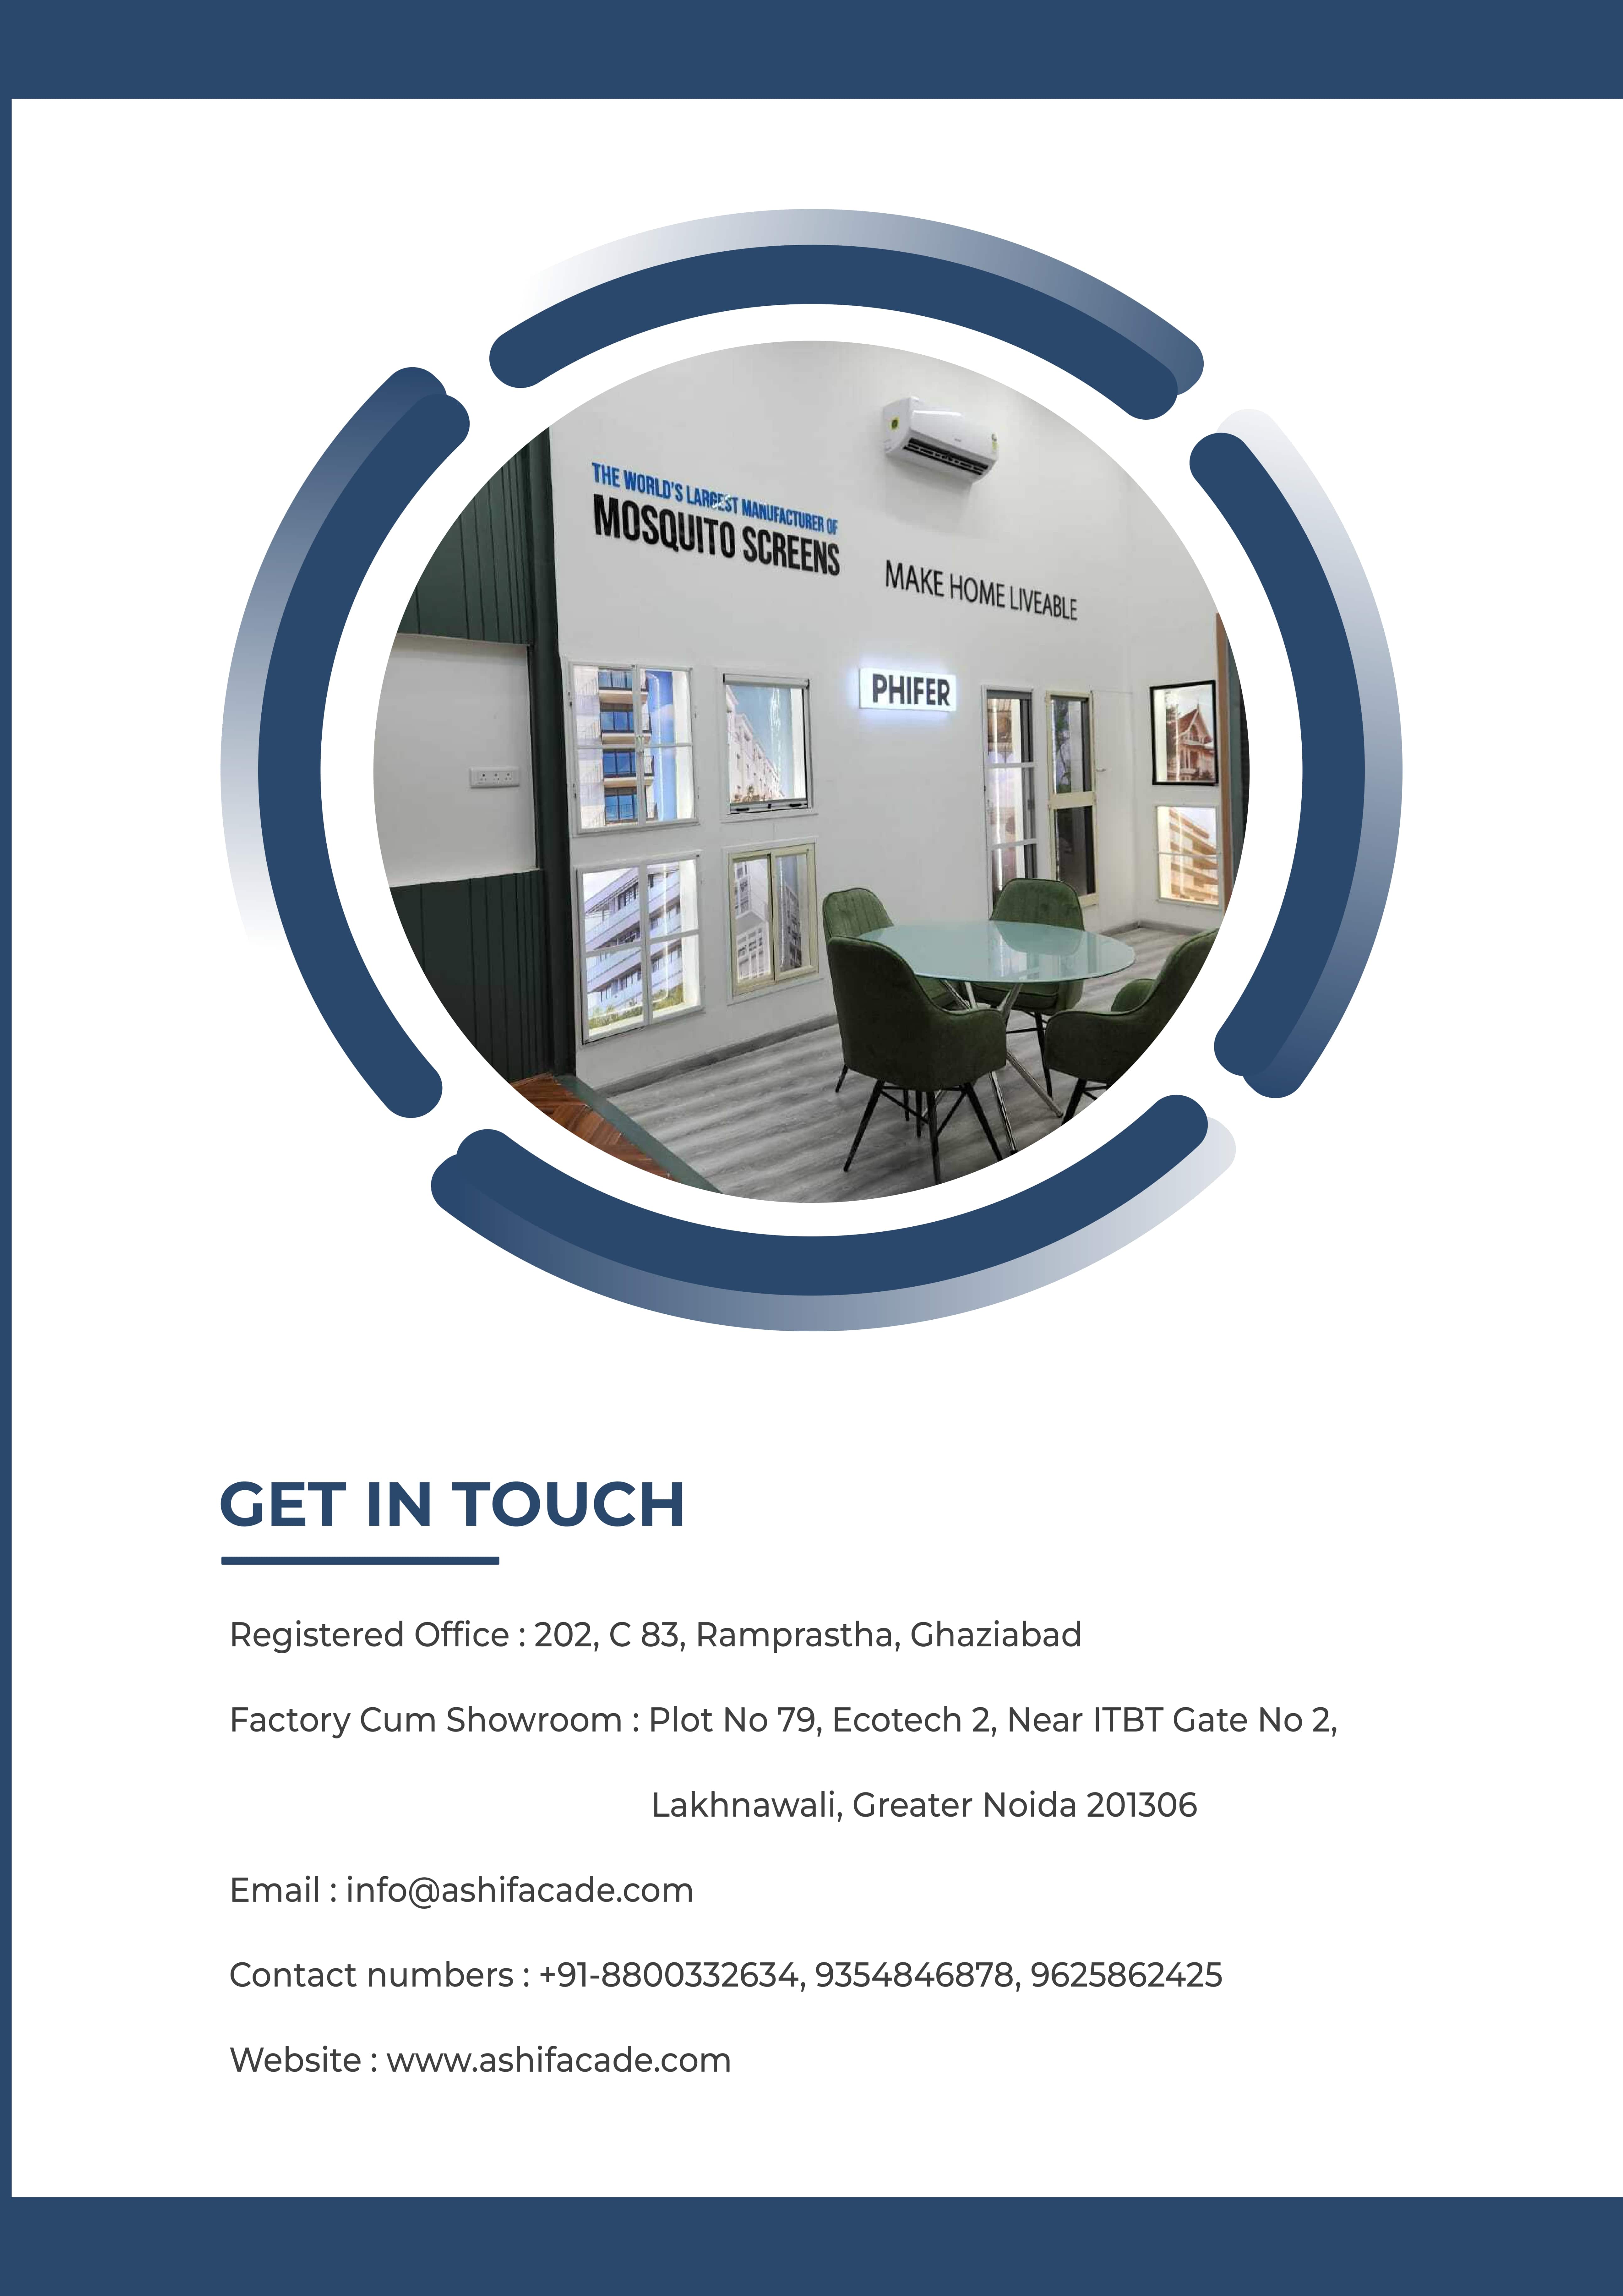 THE WORLD'S LARGEST MANUFACTURER OF
MOSQUITO SCREENS
MAKE HOME LIVEABLE
PHIFER
GET IN TOUCH
Registered Office : 202, C 83, Ramprastha, Ghaziabad
Factory Cum Showroom : Plot No 79, Ecotech 2, Near ITBT Gate No 2,
Lakhnawali, Greater Noida 201306
Email : info@ashifacade.com
Contact numbers : +91-8800332634, 9354846878, 9625862425
Website : www.ashifacade.com